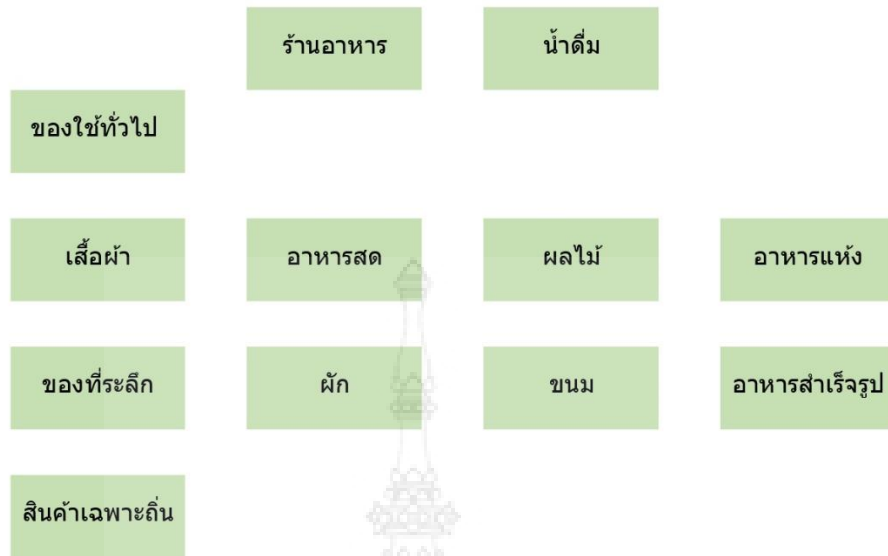 ร้านอาหาร
น้ำดื่ม
ของใช้ทั่วไป
เสื้อผ้า
อาหารสด
ผลไม้
อาหารแห้ง
ของที่ระลึก
ผัก
ขนม
อาหารสำเร็จรูป
สินค้าเฉพาะถิ่น